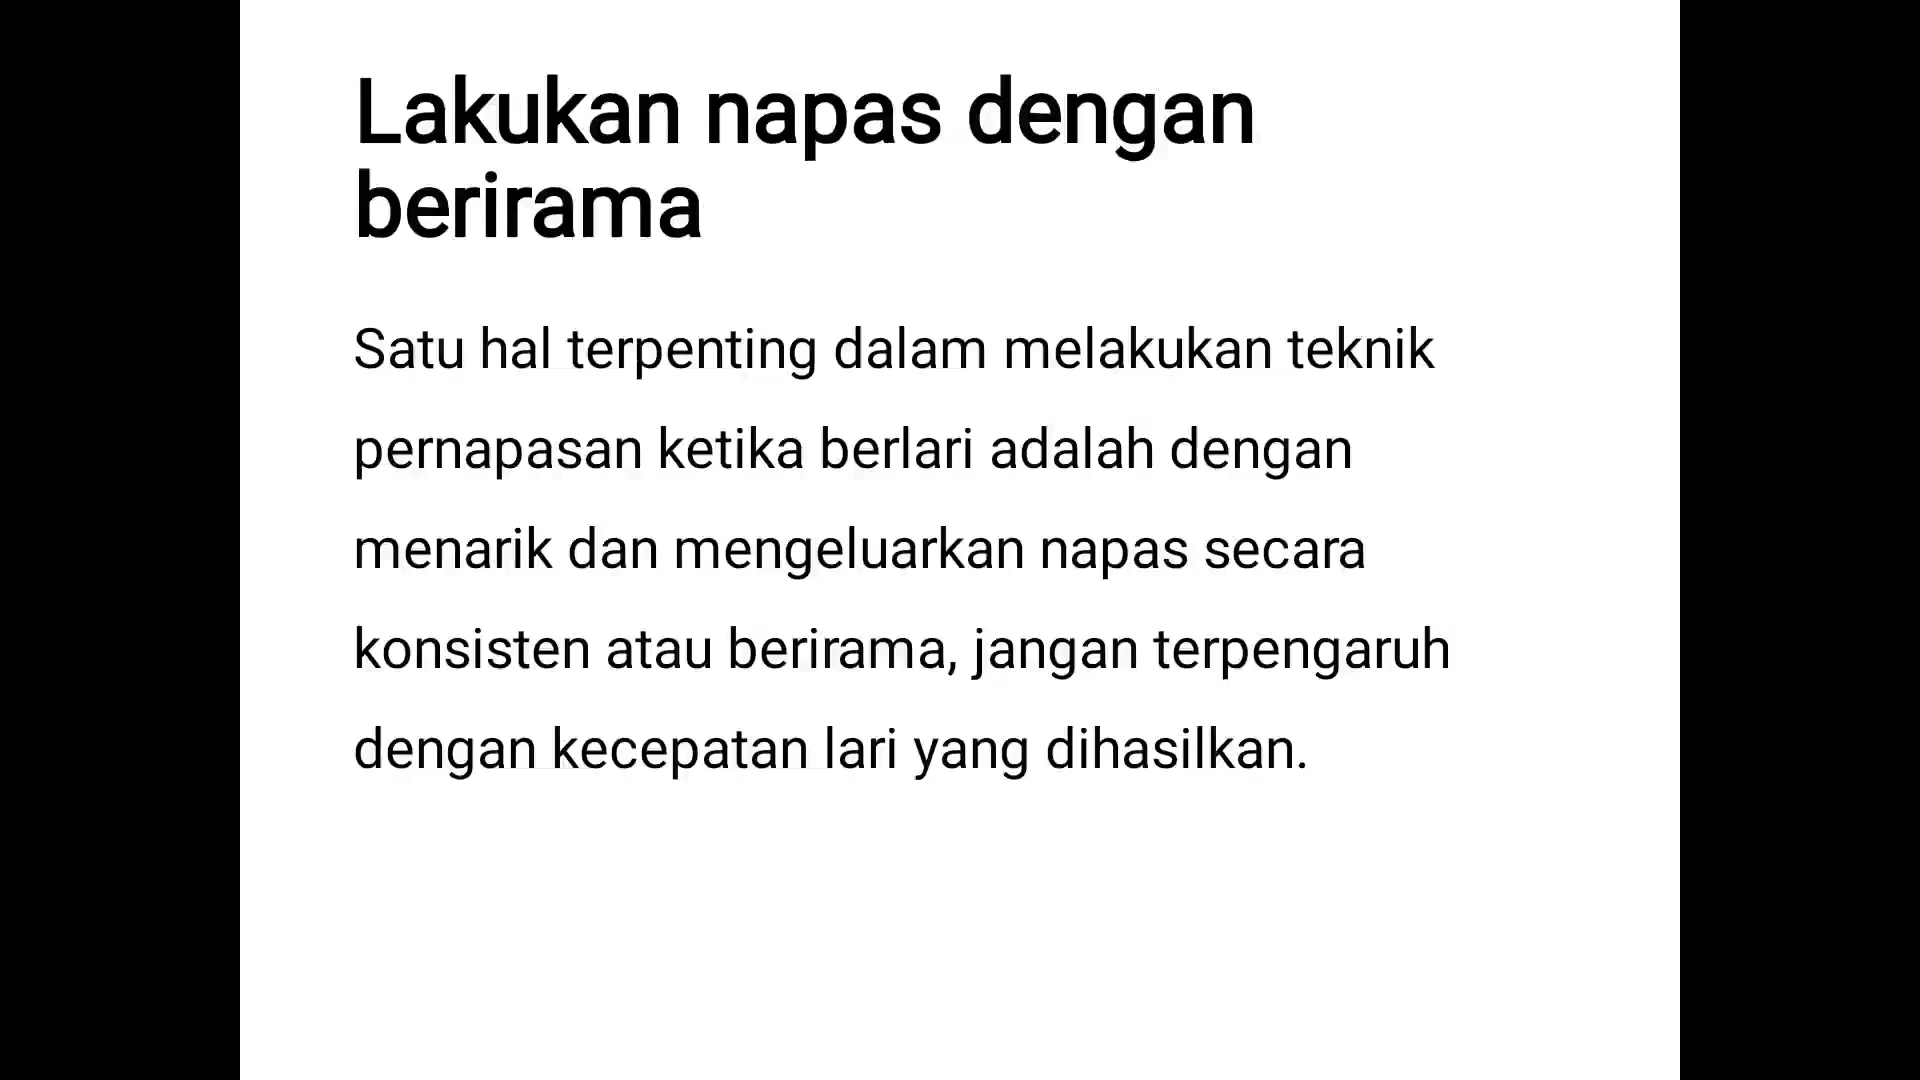 Lakukan napas dengan
berirama
Satu hal terpenting dalam melakukan teknik
pernapasan ketika berlari adalah dengan
menarik dan mengeluarkan napas secara
konsisten atau berirama, jangan terpengaruh
dengan kecepatan lari yang dihasilkan.